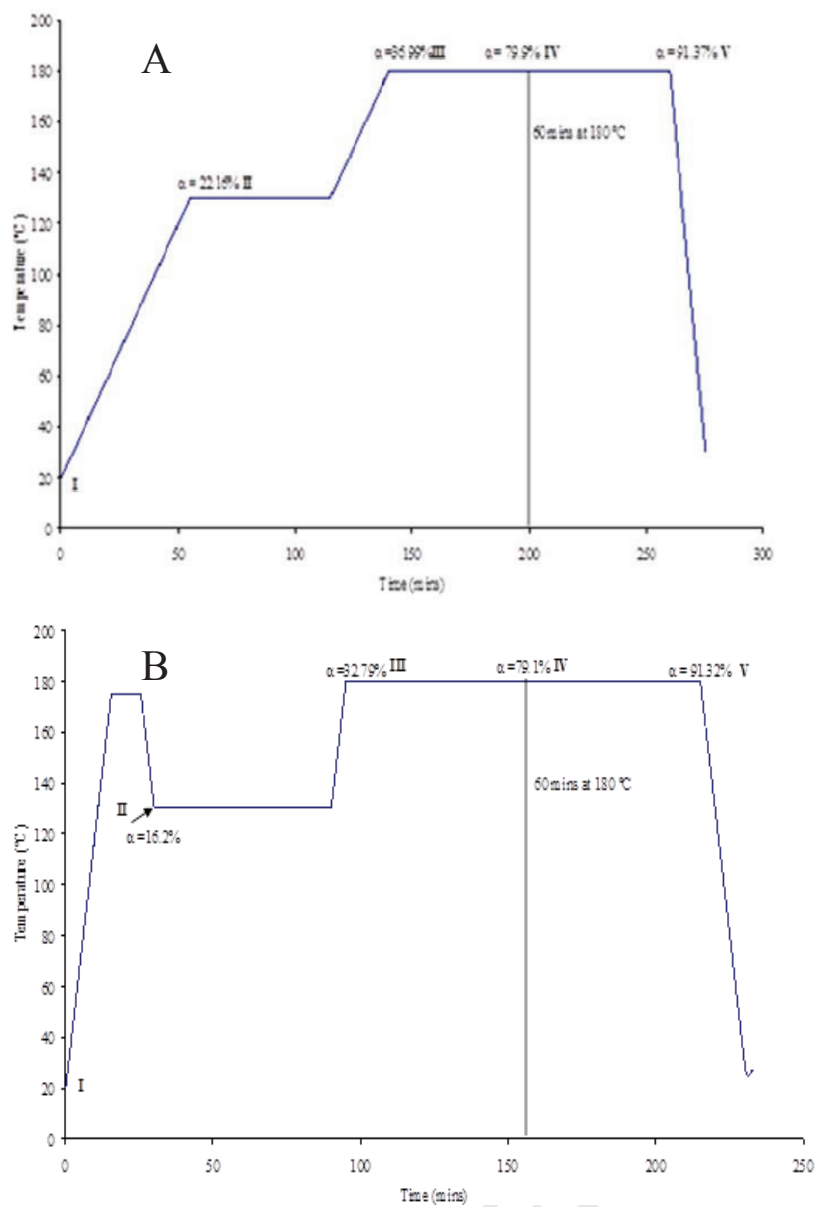 A
α=36.99% III
α = 79.9% IV
α = 91.37% V
60 mins at 180 °C
α = 22.16% II
I
200
180
160
140
120
100
80
60
40
20
0
Temperature (°C)
0 50 100 150 200 250 300
Time (mins)
B
α=32.79% III
α=79.1% IV
α=91.32% V
60 mins at 180 °C
II
α=16.2%
I
200
180
160
140
120
100
80
60
40
20
0
Temperature (°C)
0 50 100 150 200 250
Time (mins)